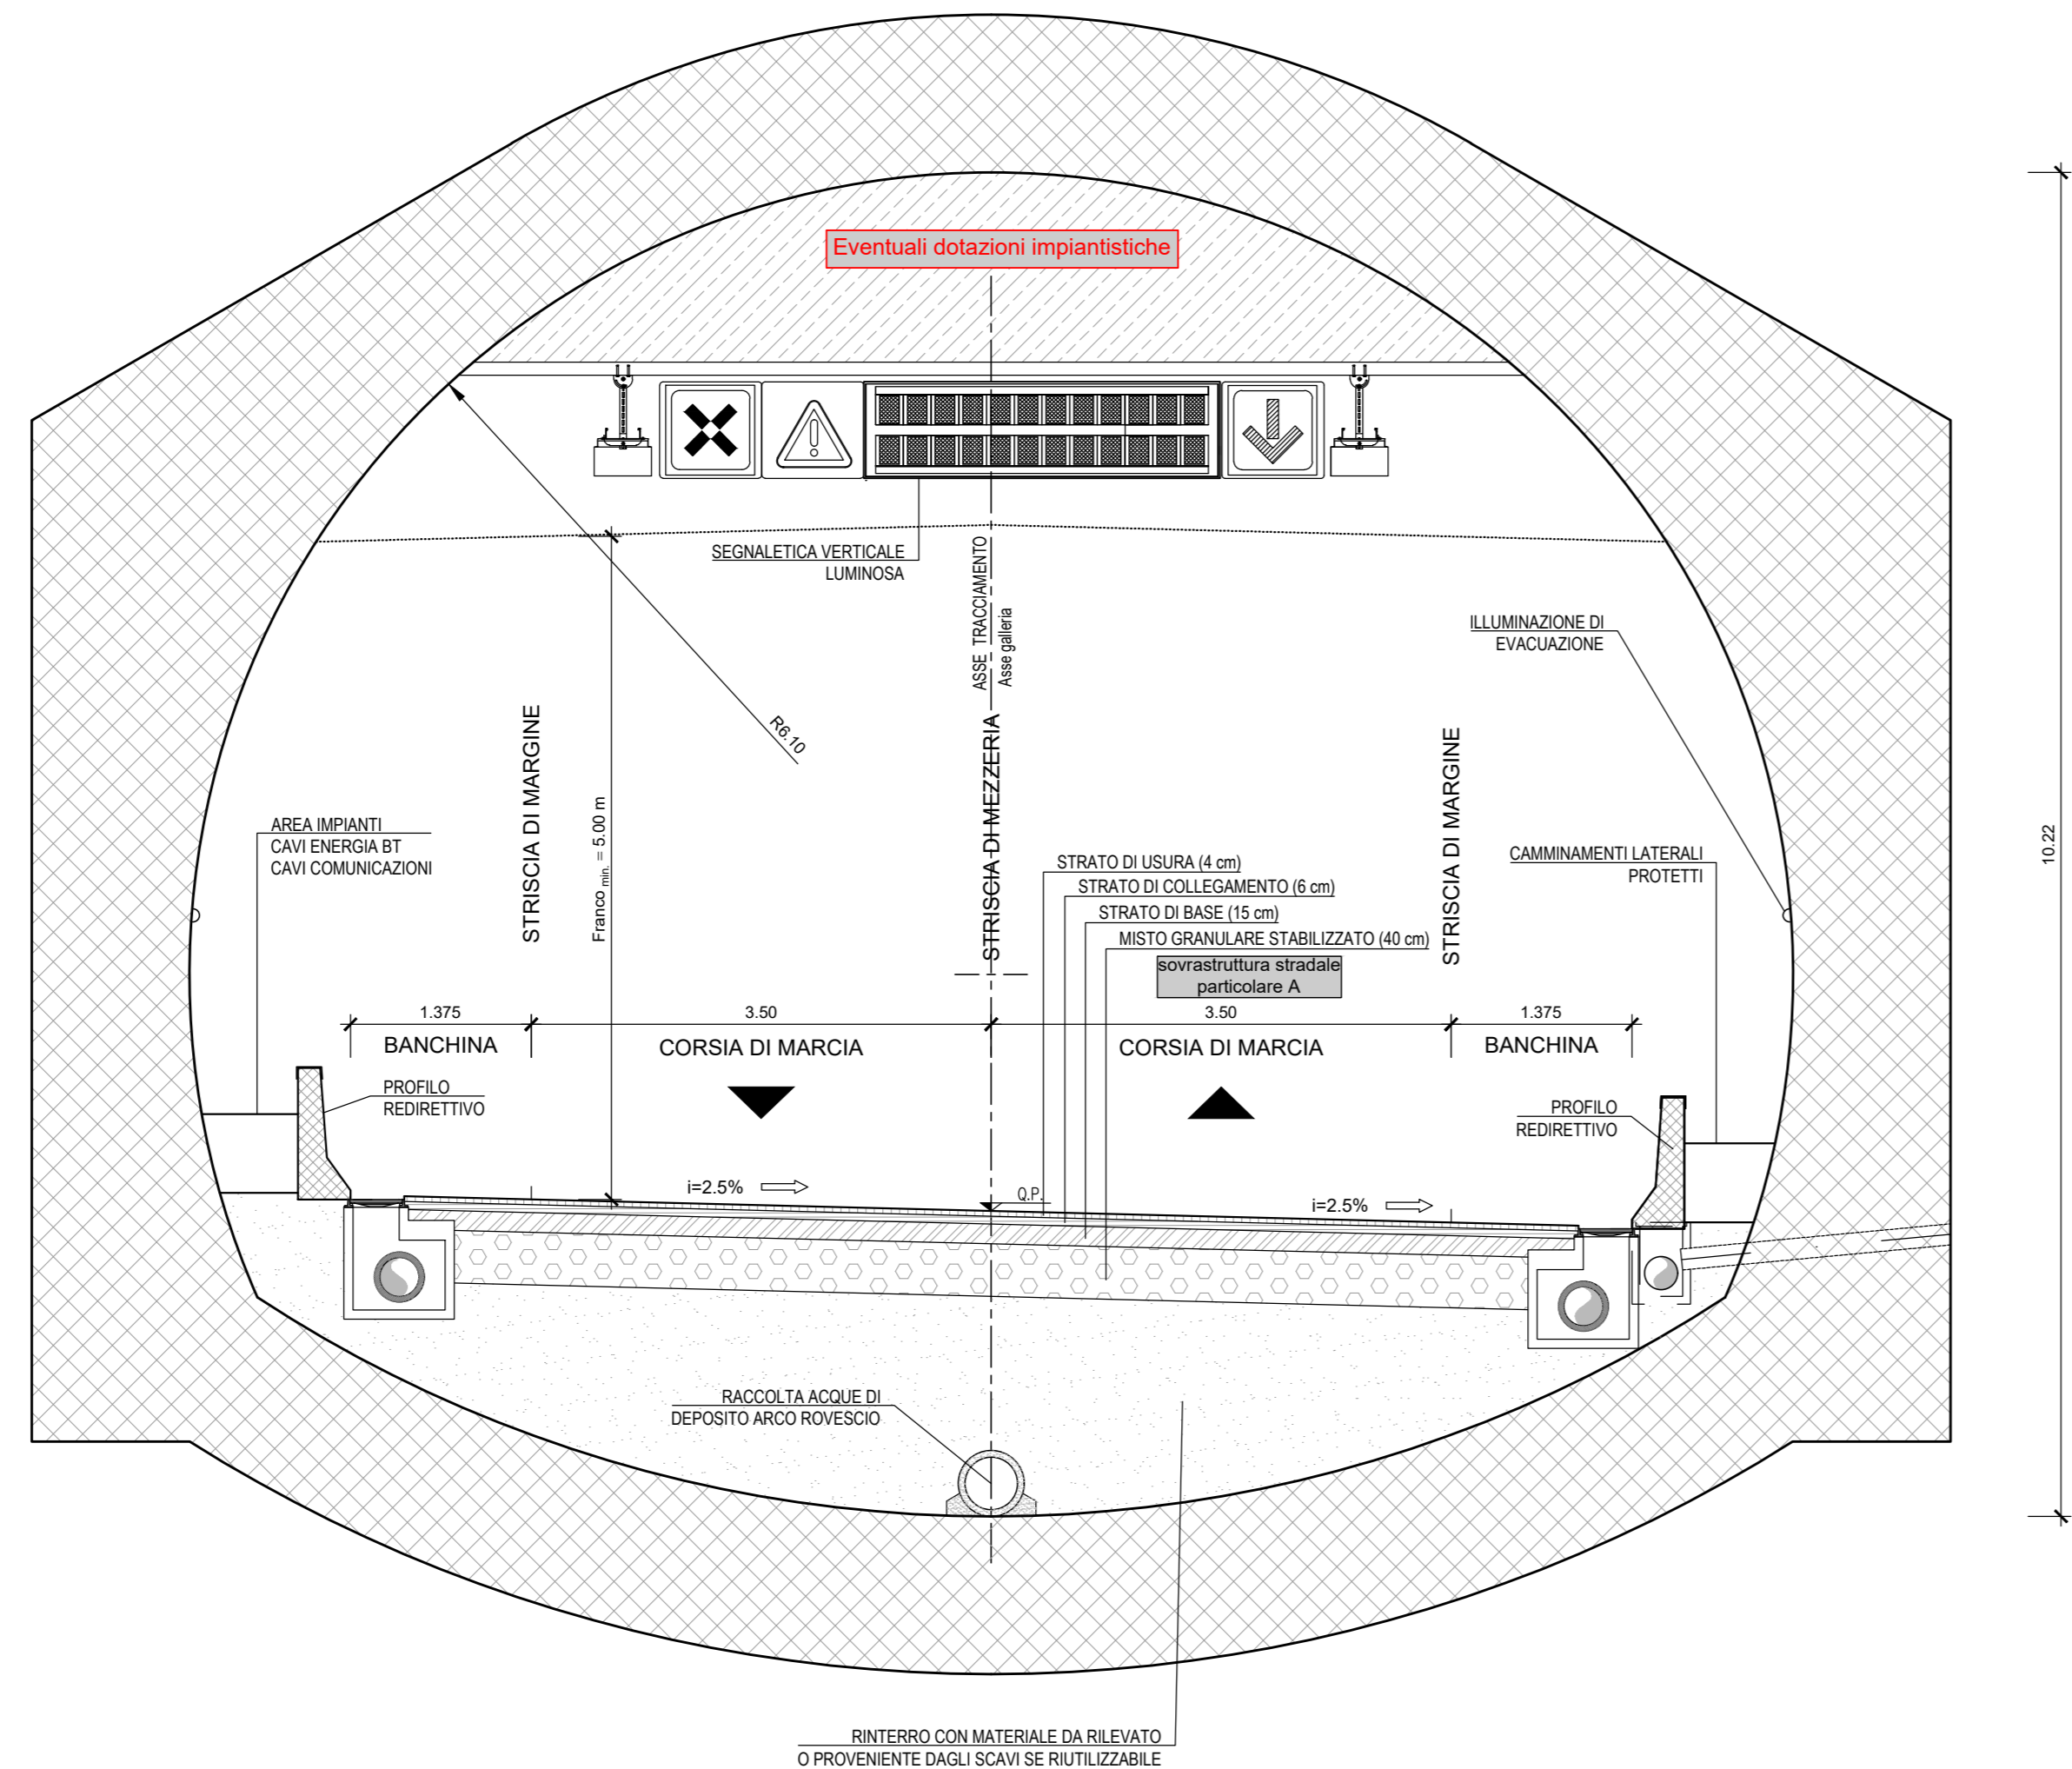 Eventuali dotazioni impiantistiche
SEGNALETICA VERTICALE
LUMINOSA
ASSE TRACCIAMENTO
Asse galleria
ILLUMINAZIONE DI
EVACUAZIONE
R6.10
STRISCIA DI MARGINE
Franco min. = 5.00 m
STRISCIA DI MEZZERIA
STRISCIA DI MARGINE
10.22
AREA IMPIANTI
CAVI ENERGIA BT
CAVI COMUNICAZIONI
STRATO DI USURA (4 cm)
STRATO DI COLLEGAMENTO (6 cm)
STRATO DI BASE (15 cm)
MISTO GRANULARE STABILIZZATO (40 cm)
sovrastruttura stradale
particolare A
CAMMINAMENTI LATERALI
PROTETTI
1.375
3.50
3.50
1.375
BANCHINA
CORSIA DI MARCIA
CORSIA DI MARCIA
BANCHINA
PROFILO
REDIRETTIVO
PROFILO
REDIRETTIVO
i=2.5%
Q.P.
i=2.5%
RACCOLTA ACQUE DI
DEPOSITO ARCO ROVESCIO
RINTERRO CON MATERIALE DA RILEVATO
O PROVENIENTE DAGLI SCAVI SE RIUTILIZZABILE